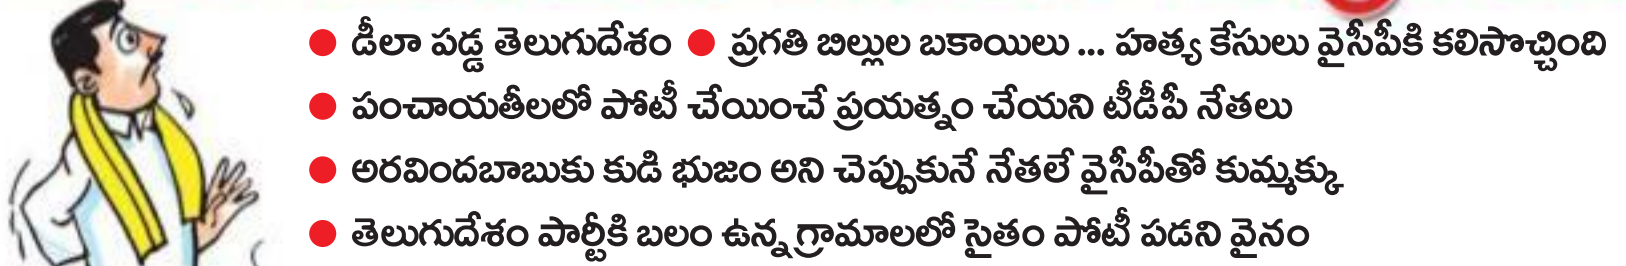 ● డీలా పడ్డ తెలుగుదేశం ● ప్రగతి బిల్లుల బకాయిలు ... హత్య కేసులు వైసీపీకి కలిసొచ్చింది
● పంచాయతీలలో పోటీ చేయించే ప్రయత్నం చేయని టీడీపీ నేతలు
● అరవిందబాబుకు కుడి భుజం అని చెప్పుకునే నేతలే వైసీపీతో కుమ్మక్కు
● తెలుగుదేశం పార్టీకి బలం ఉన్న గ్రామాలలో సైతం పోటీ పడని వైనం